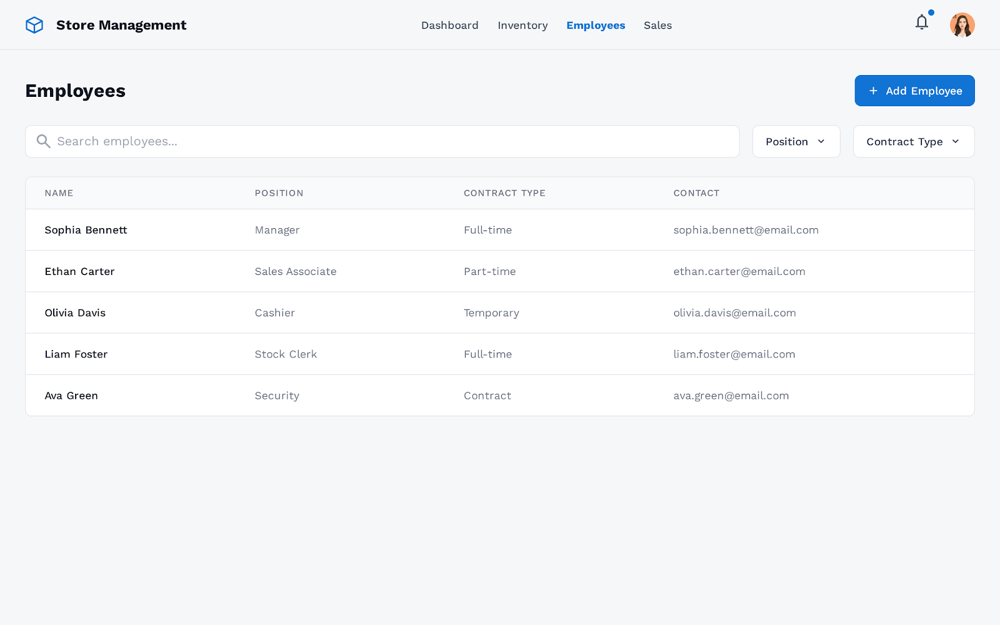 Store Management
Dashboard Inventory Employees Sales
Employees
+ Add Employee
Search employees...
Position
Contract Type
NAME POSITION CONTRACT TYPE CONTACT
Sophia Bennett Manager Full-time sophia.bennett@email.com
Ethan Carter Sales Associate Part-time ethan.carter@email.com
Olivia Davis Cashier Temporary olivia.davis@email.com
Liam Foster Stock Clerk Full-time liam.foster@email.com
Ava Green Security Contract ava.green@email.com